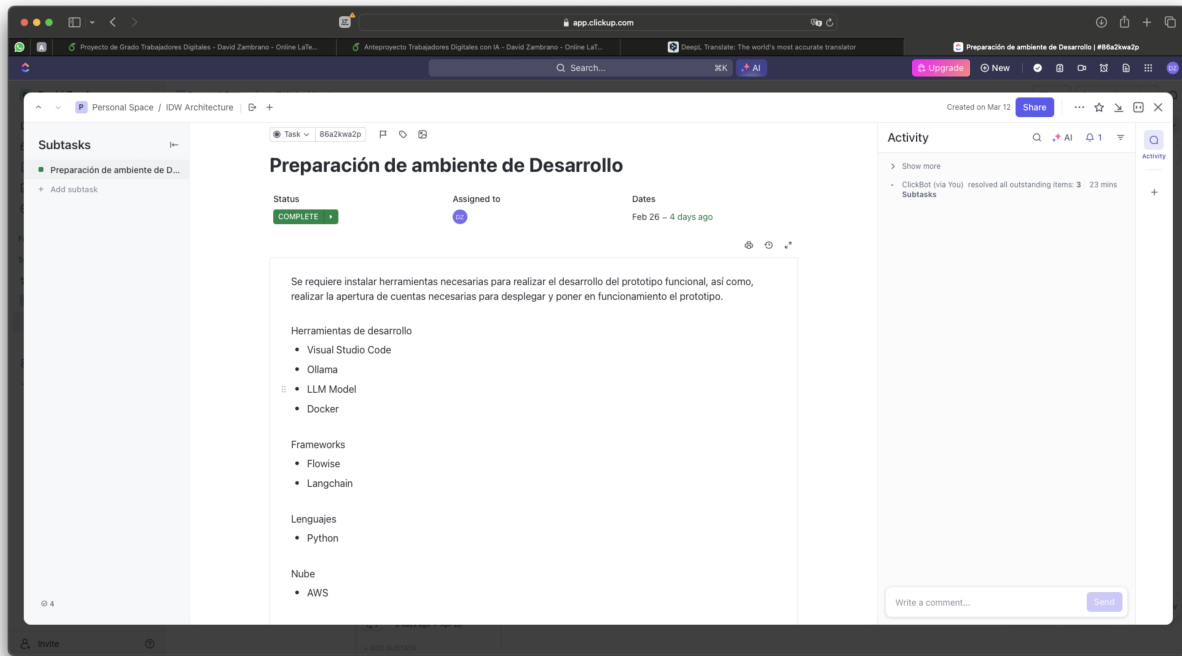 app.clickup.com
Proyecto de Grado Trabajadores Digitales - David Zambrano - Online LaTe...
Anteproyecto Trabajadores Digitales con IA - David Zambrano - Online LaT...
DeepL Translate: The world's most accurate translator
Preparación de ambiente de Desarrollo | #86a2kwa2p
Search...
⌘K
AI
Upgrade
New
DZ
P Personal Space / IDW Architecture
Created on Mar 12
Share
Subtasks
Preparación de ambiente de D...
+ Add subtask
4
Task
86a2kwa2p
Preparación de ambiente de Desarrollo
Status
Assigned to
Dates
COMPLETE
DZ
Feb 26 – 4 days ago
Se requiere instalar herramientas necesarias para realizar el desarrollo del prototipo funcional, así como,
realizar la apertura de cuentas necesarias para desplegar y poner en funcionamiento el prototipo.
Herramientas de desarrollo
• Visual Studio Code
• Ollama
• LLM Model
• Docker
Frameworks
• Flowise
• Langchain
Lenguajes
• Python
Nube
• AWS
Activity
AI
1
Activity
Show more
ClickBot (via You) resolved all outstanding items: 3 23 mins
Subtasks
Write a comment...
Send
Invite